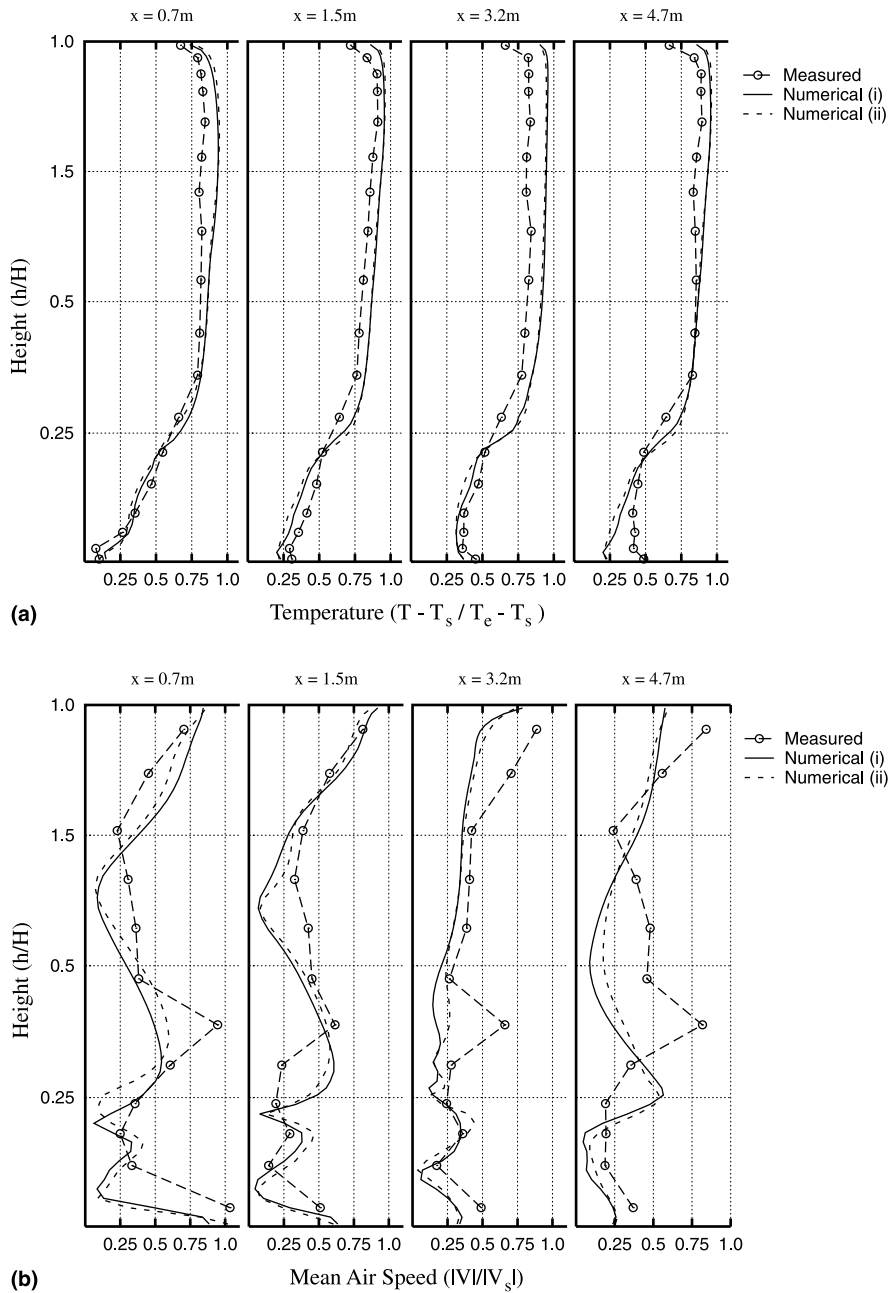 x = 0.7m x = 1.5m x = 3.2m x = 4.7m
1.0
1.5
0.5
0.25
Height (h/H)
Measured
Numerical (i)
Numerical (ii)
0.25 0.5 0.75 1.0 0.25 0.5 0.75 1.0 0.25 0.5 0.75 1.0 0.25 0.5 0.75 1.0
(a) Temperature (T - Ts / Te - Ts )
x = 0.7m x = 1.5m x = 3.2m x = 4.7m
1.0
1.5
0.5
0.25
Height (h/H)
Measured
Numerical (i)
Numerical (ii)
0.25 0.5 0.75 1.0 0.25 0.5 0.75 1.0 0.25 0.5 0.75 1.0 0.25 0.5 0.75 1.0
(b) Mean Air Speed (|V|/|Vs|)